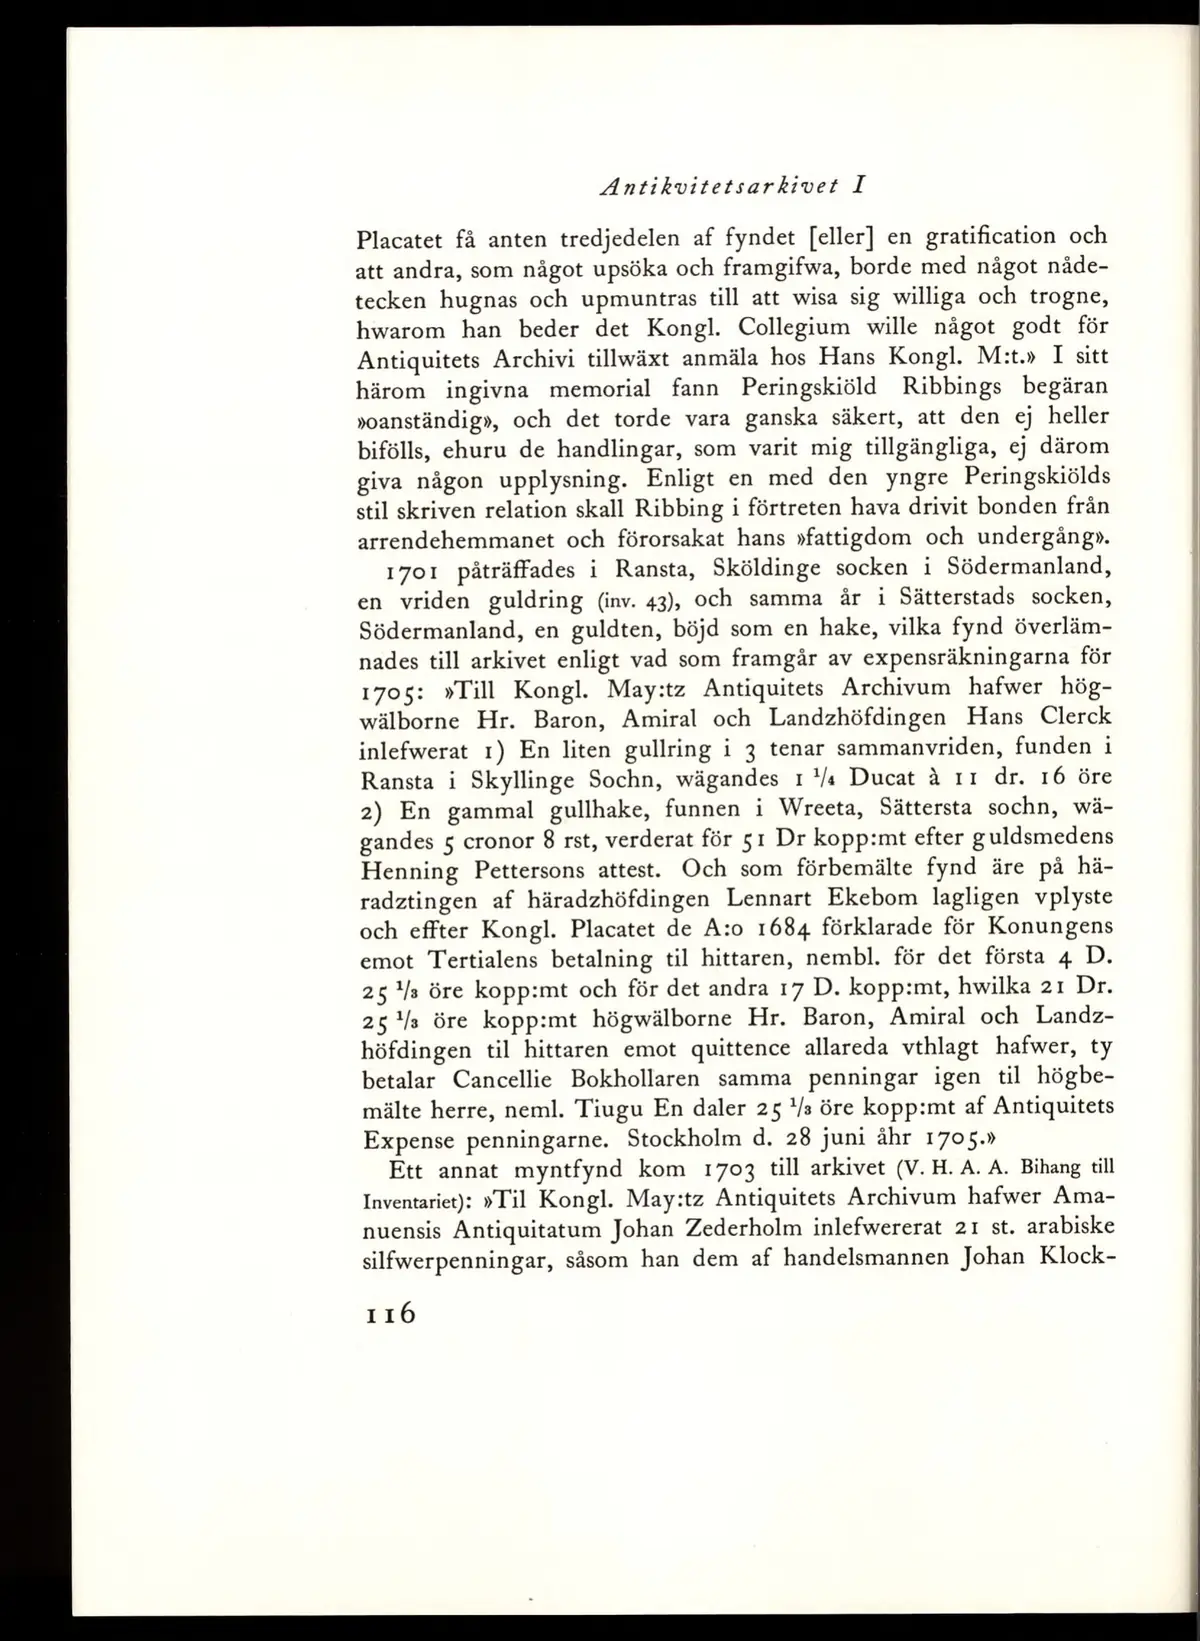 Antikvitetsarkivet I
Placatet få anten tredjedelen af fyndet [eller] en gratification och
att andra, som något upsöka och framgifwa, borde med något nåde-
tecken hugnas och upmuntras till att wisa sig williga och trogne,
hwarom han beder det Kongl. Collegium wille något godt för
Antiquitets Archivi tillwäxt anmäla hos Hans Kongl. M:t.» I sitt
härom ingivna memorial fann Peringskiöld Ribbings begäran
»oanständig», och det torde vara ganska säkert, att den ej heller
bifölls, ehuru de handlingar, som varit mig tillgängliga, ej därom
giva någon upplysning. Enligt en med den yngre Peringskiölds
stil skriven relation skall Ribbing i förtreten hava drivit bonden från
arrendehemmanet och förorsakat hans »fattigdom och undergång».
1701 påträffades i Ransta, Sköldinge socken i Södermanland,
en vriden guldring (inv. 43), och samma år i Sätterstads socken,
Södermanland, en guldten, böjd som en hake, vilka fynd överläm-
nades till arkivet enligt vad som framgår av expensräkningarna för
1705: »Till Kongl. May:tz Antiquitets Archivum hafwer hög-
wälborne Hr. Baron, Amiral och Landzhöfdingen Hans Clerck
inlefwerat 1) En liten gullring i 3 tenar sammanvriden, funden i
Ransta i Skyllinge Sochn, wägandes 1 1/4 Ducat à 11 dr. 16 öre
2) En gammal gullhake, funnen i Wreeta, Sättersta sochn, wä-
gandes 5 cronor 8 rst, verderat för 51 Dr kopp:mt efter guldsmedens
Henning Pettersons attest. Och som förbemälte fynd äre på hä-
radztingen af häradzhöfdingen Lennart Ekebom lagligen vplyste
och effter Kongl. Placatet de A:o 1684 förklarade för Konungens
emot Tertialens betalning til hittaren, nembl. för det första 4 D.
25 1/3 öre kopp:mt och för det andra 17 D. kopp:mt, hwilka 21 Dr.
25 1/3 öre kopp:mt högwälborne Hr. Baron, Amiral och Landz-
höfdingen til hittaren emot quittence allareda vthlagt hafwer, ty
betalar Cancellie Bokhollaren samma penningar igen til högbe-
mälte herre, neml. Tiugu En daler 25 1/3 öre kopp:mt af Antiquitets
Expense penningarne. Stockholm d. 28 juni åhr 1705.»
Ett annat myntfynd kom 1703 till arkivet (V. H. A. A. Bihang till
Inventariet): »Til Kongl. May:tz Antiquitets Archivum hafwer Ama-
nuensis Antiquitatum Johan Zederholm inlefwererat 21 st. arabiske
silfwerpenningar, såsom han dem af handelsmannen Johan Klock-
116